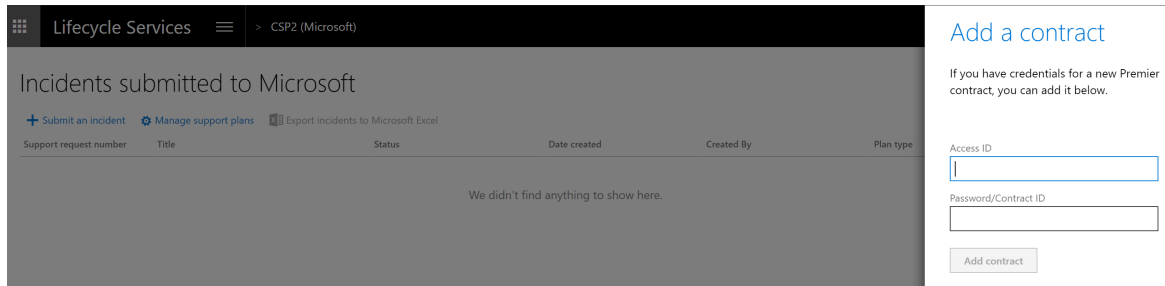 Lifecycle Services > CSP2 (Microsoft)
Incidents submitted to Microsoft
Submit an incident Manage support plans Export incidents to Microsoft Excel
Support request number Title Status Date created Created By Plan type
We didn't find anything to show here.
Add a contract
If you have credentials for a new Premier
contract, you can add it below.
Access ID
Password/Contract ID
Add contract